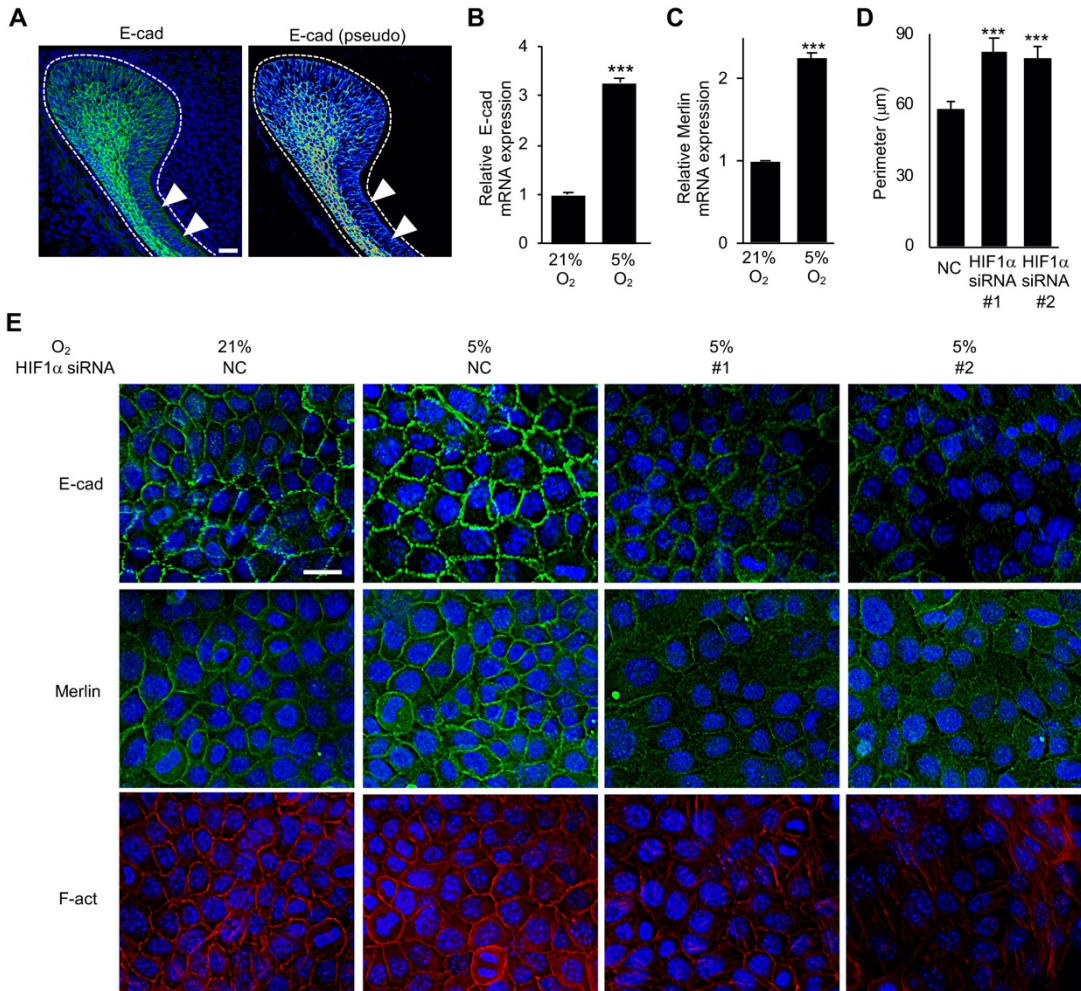 A
E-cad
E-cad (pseudo)
B
Relative E-cad
mRNA expression
4
3
2
1
0
***
21%
O₂
5%
O₂
C
Relative Merlin
mRNA expression
2
1
0
***
21%
O₂
5%
O₂
D
Perimeter (μm)
90
60
30
0
***
***
NC
HIF1α
siRNA
#1
HIF1α
siRNA
#2
E
O₂ 21% 5% 5% 5%
HIF1α siRNA NC NC #1 #2
E-cad
Merlin
F-act